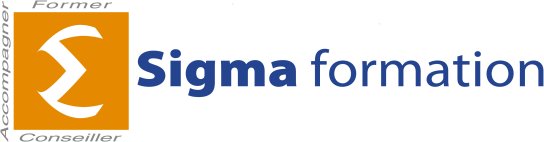 Former
Accompagner
Σ
Sigma formation
Conseiller